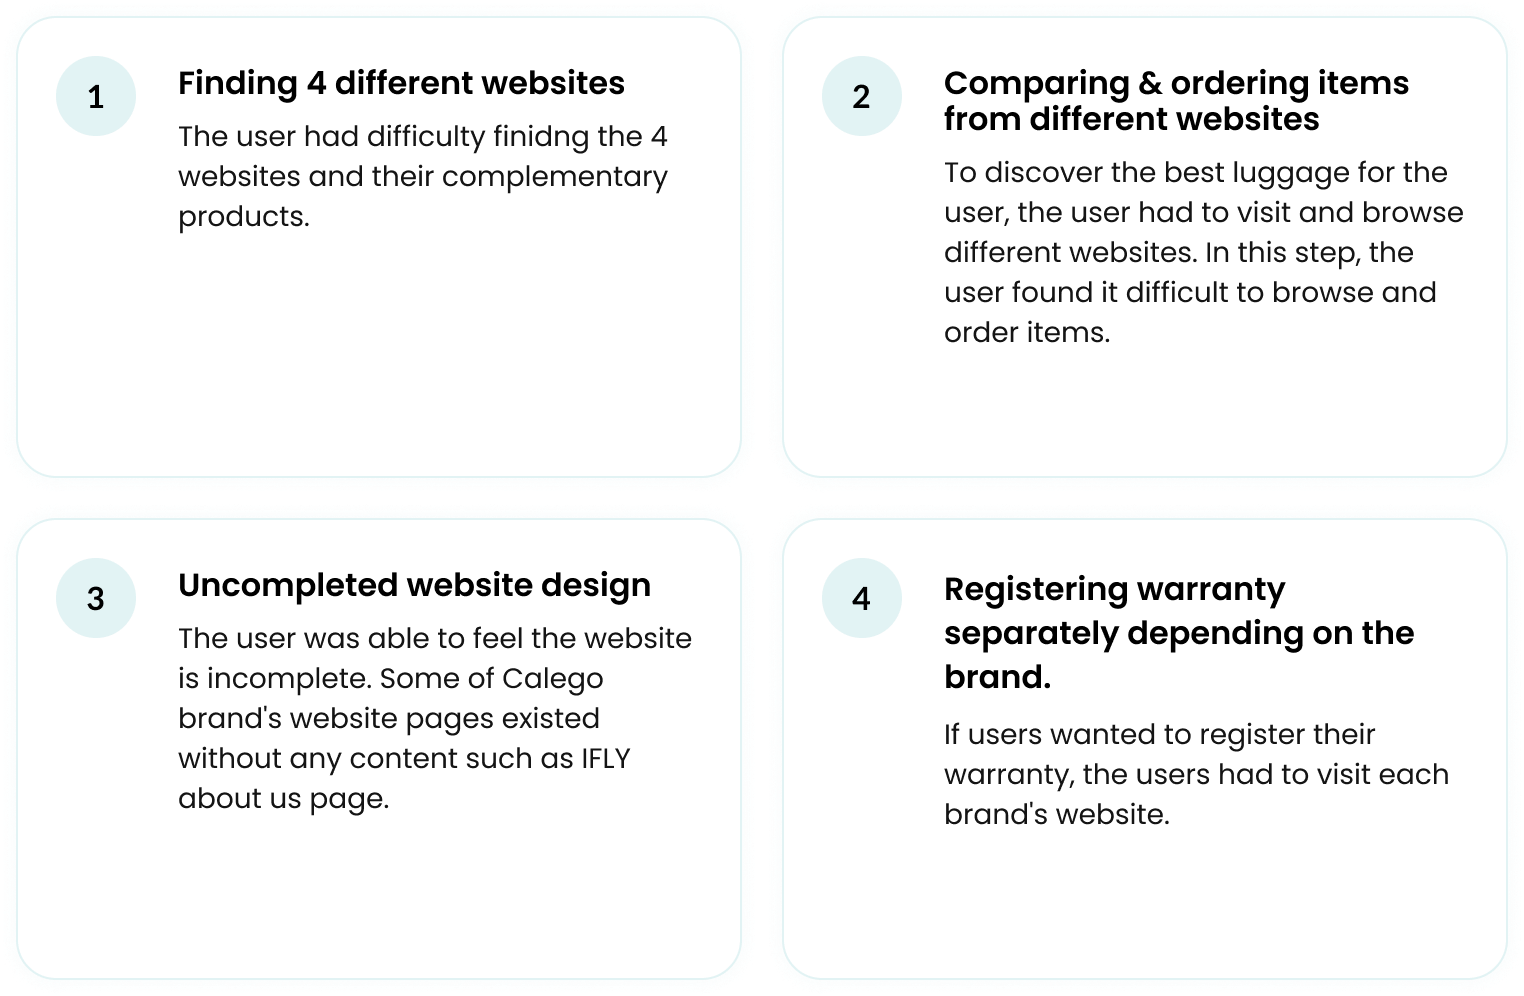 1
Finding 4 different websites
The user had difficulty finidng the 4
websites and their complementary
products.
2
Comparing & ordering items
from different websites
To discover the best luggage for the
user, the user had to visit and browse
different websites. In this step, the
user found it difficult to browse and
order items.
3
Uncompleted website design
The user was able to feel the website
is incomplete. Some of Calego
brand's website pages existed
without any content such as IFLY
about us page.
4
Registering warranty
separately depending on the
brand.
If users wanted to register their
warranty, the users had to visit each
brand's website.